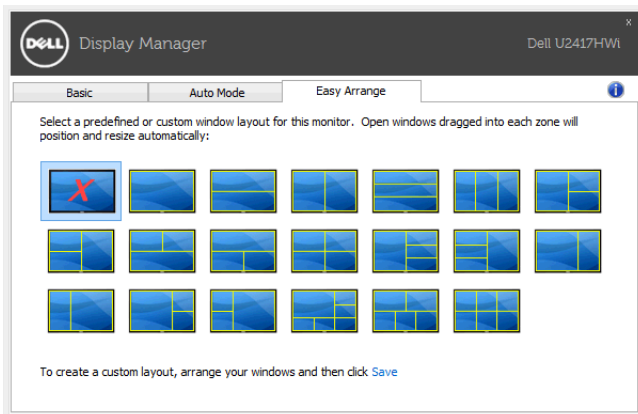 x
DELL Display Manager Dell U2417HWi
Basic Auto Mode Easy Arrange i
Select a predefined or custom window layout for this monitor. Open windows dragged into each zone will
position and resize automatically:
X
To create a custom layout, arrange your windows and then click Save